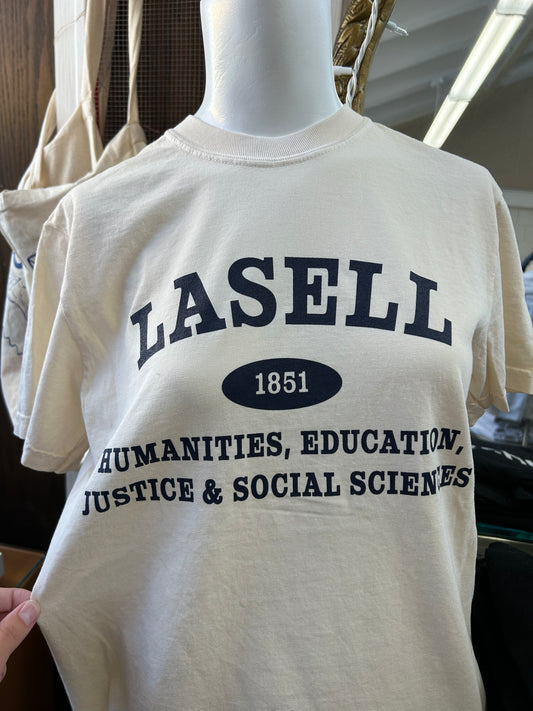 LASELL
1851
HUMANITIES, EDUCATION,
JUSTICE & SOCIAL SCIENCES